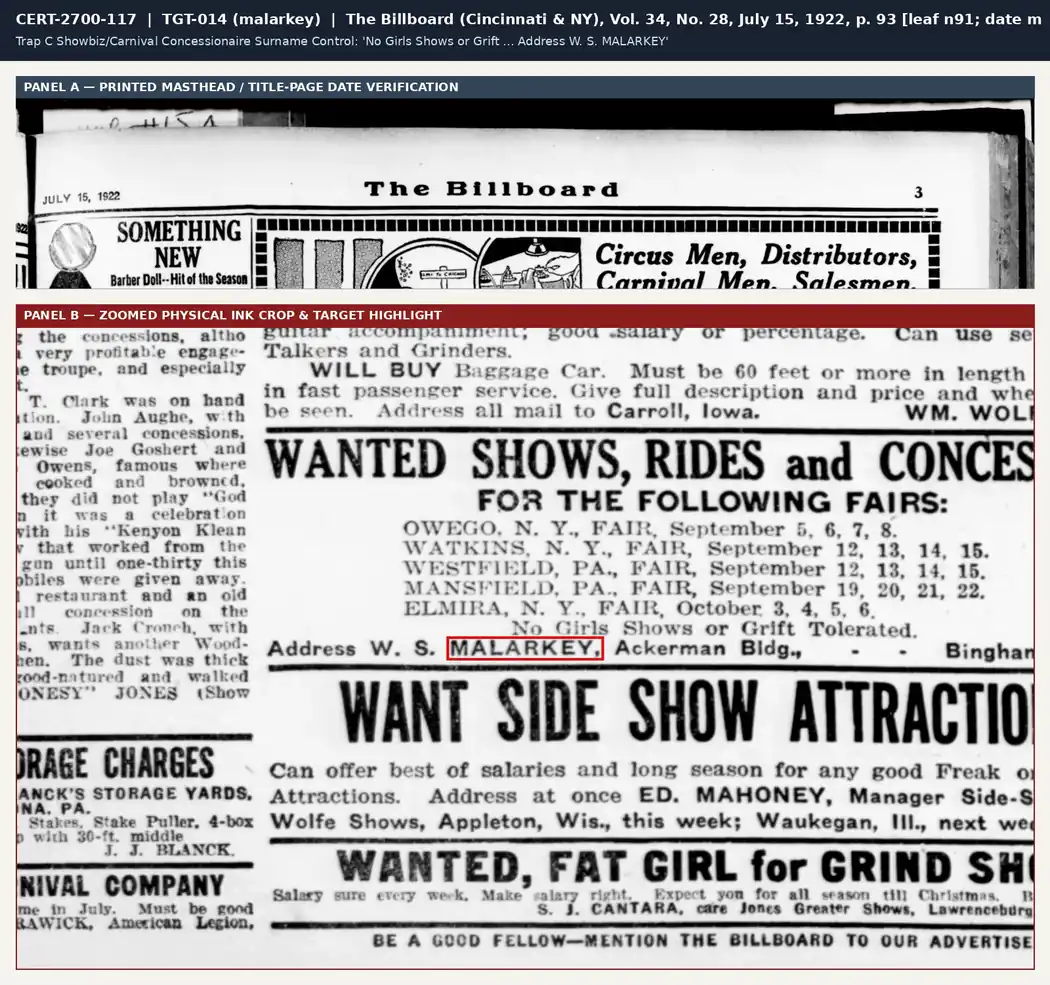 CERT-2700-117 | TGT-014 (malarkey) | The Billboard (Cincinnati & NY), Vol. 34, No. 28, July 15, 1922, p. 93 [leaf n91; date m
Trap C Showbiz/Carnival Concessionaire Surname Control: 'No Girls Shows or Grift ... Address W. S. MALARKEY'
PANEL A — PRINTED MASTHEAD / TITLE-PAGE DATE VERIFICATION
JULY 15, 1922
The Billboard
3
SOMETHING
NEW
Barber Doll--Hit of the Season
Circus Men, Distributors,
Carnival Men, Salesmen,
PANEL B — ZOOMED PHYSICAL INK CROP & TARGET HIGHLIGHT
the concessions, altho
very profitable engage-
troupe, and especially
T. Clark was on hand
John Aughe, with
and several concessions,
Joe Goshert and
Owens, famous where
cooked and browned,
they did not play "God
it was a celebration
with his "Kenyon Klean
that worked from the
gun until one-thirty this
were given away.
restaurant and an old
concession on the
Jack Cronch, with
wants another Wood-
The dust was thick
good-natured and walked
JONES (Show
CHARGES
STORAGE YARDS,
PA.
Stakes, Stake Puller, 4-box
with 30-ft. middle
J. J. BLANCK.
COMPANY
in July. Must be good
American Legion,
guitar accompaniment; good salary or percentage. Can use se
Talkers and Grinders.
WILL BUY Baggage Car. Must be 60 feet or more in length
in fast passenger service. Give full description and price and whe
be seen. Address all mail to Carroll, Iowa. WM. WOL
WANTED SHOWS, RIDES and CONCES
FOR THE FOLLOWING FAIRS:
OWEGO, N. Y., FAIR, September 5, 6, 7, 8.
WATKINS, N. Y., FAIR, September 12, 13, 14, 15.
WESTFIELD, PA., FAIR, September 12, 13, 14, 15.
MANSFIELD, PA., FAIR, September 19, 20, 21, 22.
ELMIRA, N. Y., FAIR, October 3, 4, 5, 6.
No Girls Shows or Grift Tolerated.
Address W. S. MALARKEY, Ackerman Bldg., - - Bingham
WANT SIDE SHOW ATTRACTIO
Can offer best of salaries and long season for any good Freak o
Attractions. Address at once ED. MAHONEY, Manager Side-S
Wolfe Shows, Appleton, Wis., this week; Waukegan, Ill., next we
WANTED, FAT GIRL for GRIND SH
Salary sure every week. Make salary right. Expect you for all season till Christmas.
S. J. CANTARA, care Jones Greater Shows, Lawrenceburg
BE A GOOD FELLOW—MENTION THE BILLBOARD TO OUR ADVERTISE